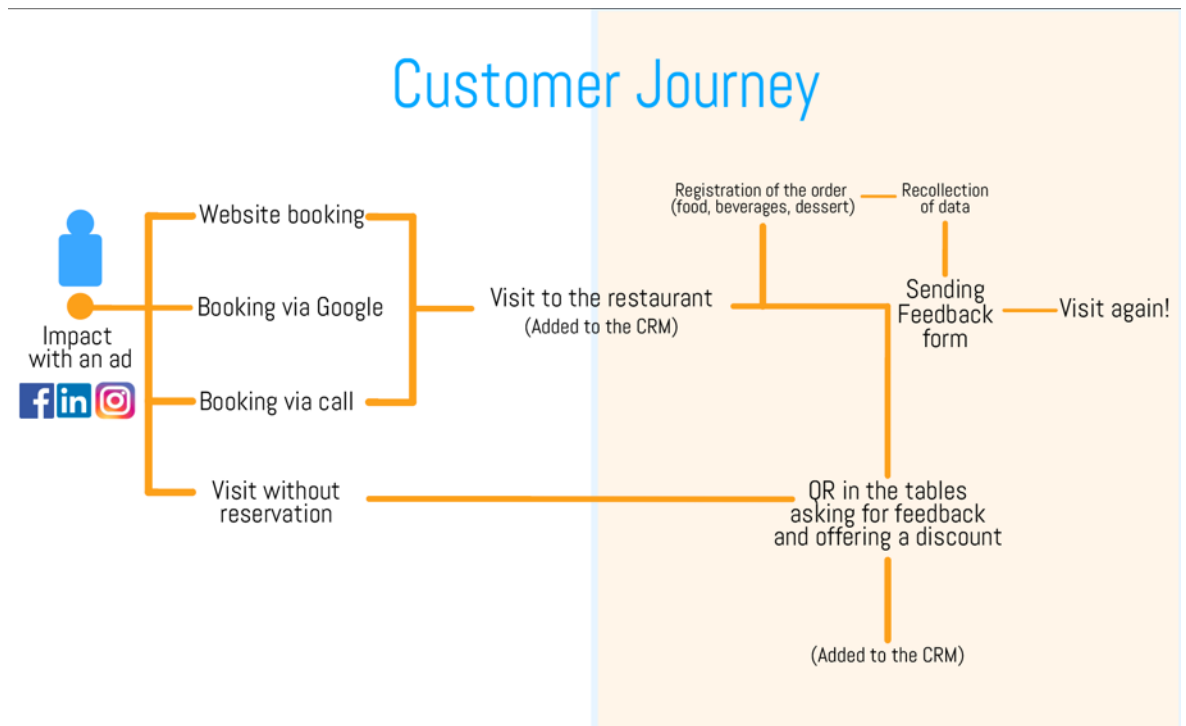 Customer Journey
Website booking
Booking via Google
Booking via call
Visit without
reservation
Impact
with an ad
f
in
Visit to the restaurant
(Added to the CRM)
Registration of the order
(food, beverages, dessert)
Recollection
of data
Sending
Feedback
form
Visit again!
QR in the tables
asking for feedback
and offering a discount
(Added to the CRM)